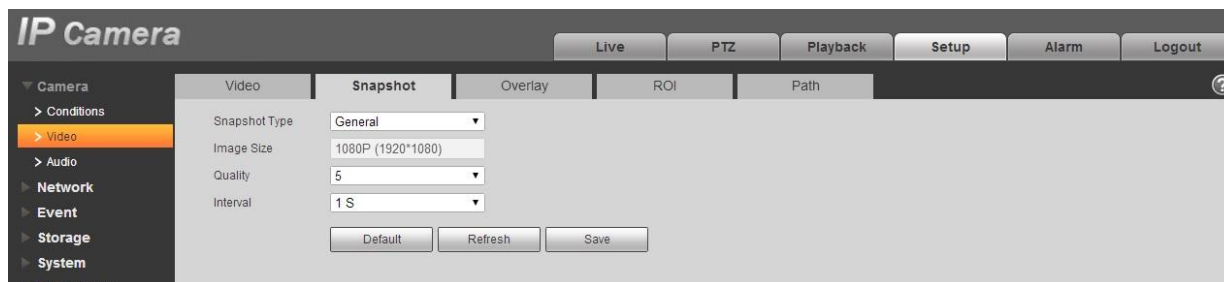 IP Camera
Live PTZ Playback Setup Alarm Logout
Camera
> Conditions
> Video
> Audio
Network
Event
Storage
System
Video Snapshot Overlay ROI Path ?
Snapshot Type General
Image Size 1080P (1920*1080)
Quality 5
Interval 1 S
Default Refresh Save